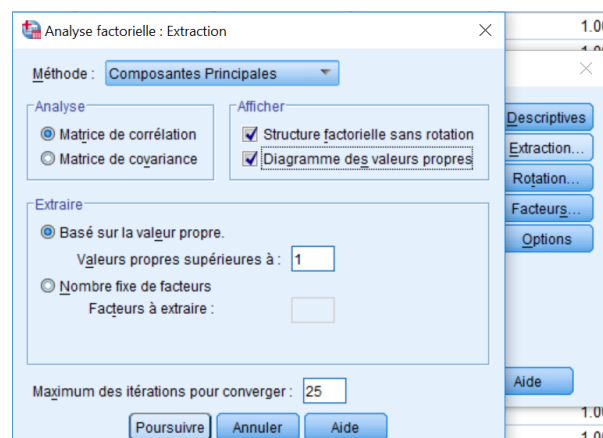 Analyse factorielle : Extraction
1.00
Méthode : Composantes Principales
Analyse
Matrice de corrélation
Matrice de covariance
Afficher
Structure factorielle sans rotation
Diagramme des valeurs propres
Extraire
Basé sur la valeur propre.
Valeurs propres supérieures à : 1
Nombre fixe de facteurs
Facteurs à extraire :
Maximum des itérations pour converger : 25
Poursuivre Annuler Aide
Descriptives
Extraction...
Rotation...
Facteurs...
Options
Aide